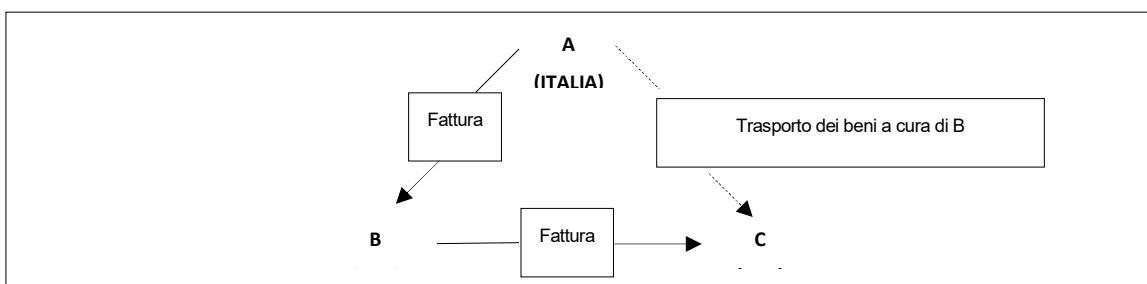 A
(ITALIA)
Fattura
Trasporto dei beni a cura di B
B
Fattura
C